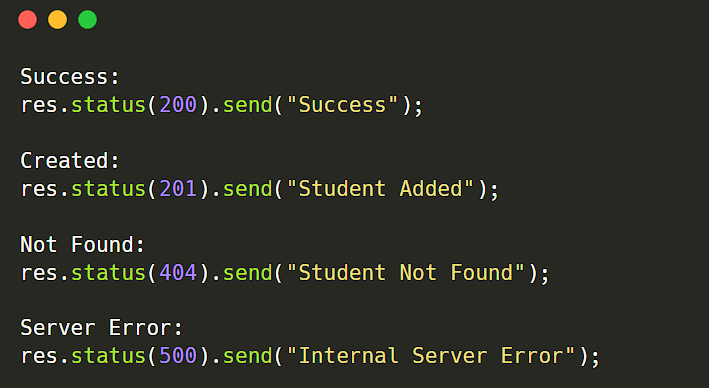 Success:
res.status(200).send("Success");
Created:
res.status(201).send("Student Added");
Not Found:
res.status(404).send("Student Not Found");
Server Error:
res.status(500).send("Internal Server Error");